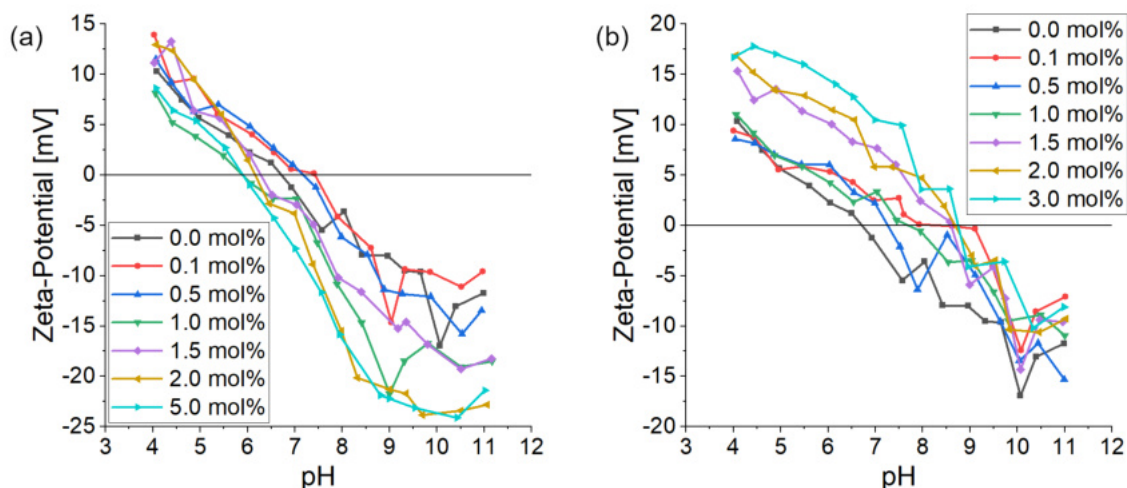 (a)
Zeta-Potential [mV]
15
10
5
0
-5
-10
-15
-20
-25
0.0 mol%
0.1 mol%
0.5 mol%
1.0 mol%
1.5 mol%
2.0 mol%
5.0 mol%
3 4 5 6 7 8 9 10 11 12
pH
(b)
Zeta-Potential [mV]
20
15
10
5
0
-5
-10
-15
-20
0.0 mol%
0.1 mol%
0.5 mol%
1.0 mol%
1.5 mol%
2.0 mol%
3.0 mol%
3 4 5 6 7 8 9 10 11 12
pH